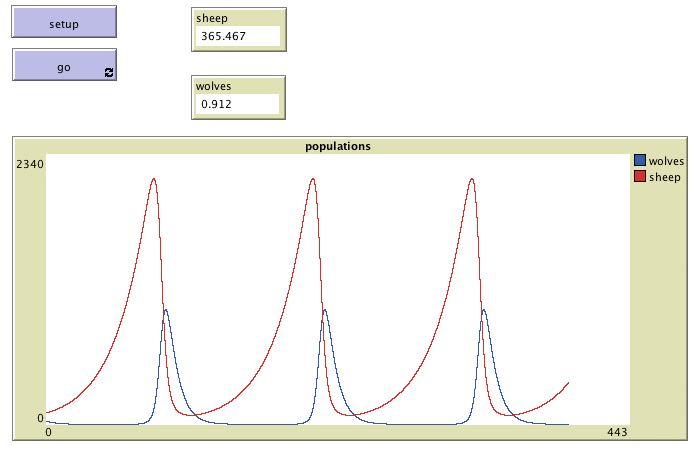 setup
go
sheep
365.467
wolves
0.912
populations
2340
0
0
443
wolves
sheep